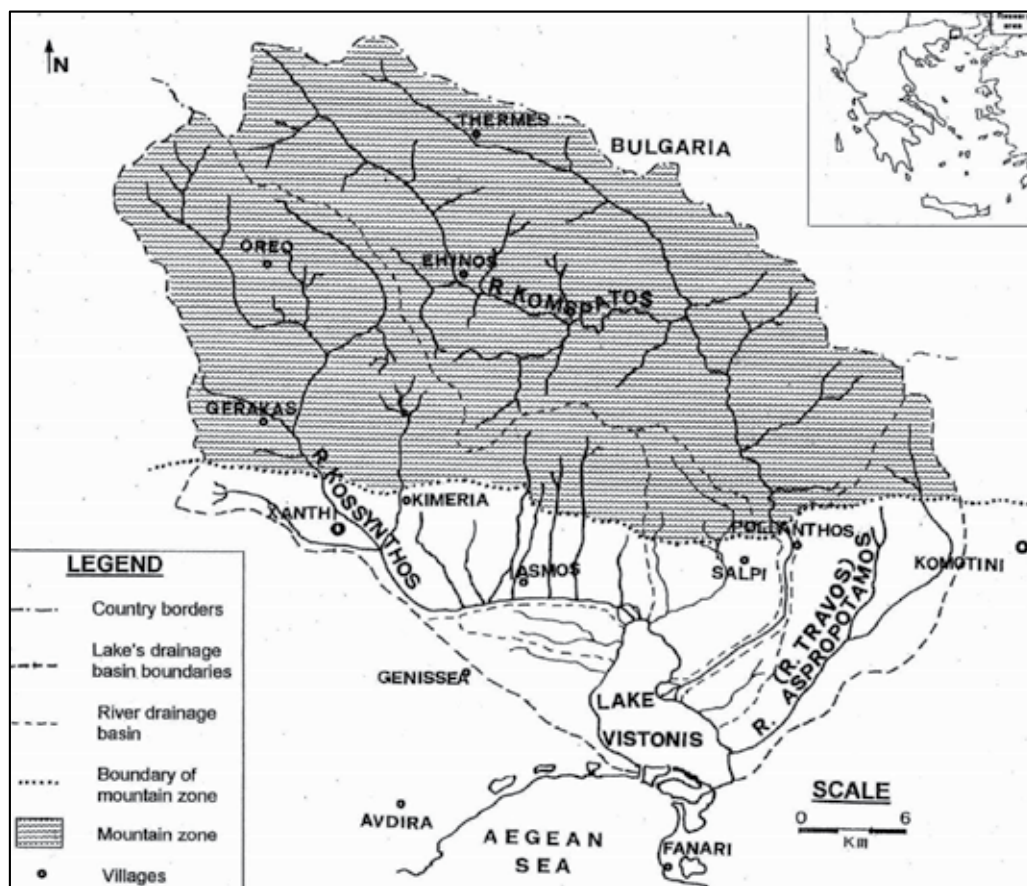 N
THERMES
BULGARIA
OREO
EHINOS
R. KOMPSATOS
GERAKAS
R. KOSSYNTHOS
KIMERIA
XANTHI
IASMOS
SALPI
POLYANTHOS
KOMOTINI
(R. TRAVOS)
R. ASPROPOTAMOS
GENISSEA
LAKE
VISTONIS
AVDIRA
AEGEAN
SEA
FANARI
SCALE
0 6
Km
LEGEND
Country borders
Lake's drainage
basin boundaries
River drainage
basin
Boundary of
mountain zone
Mountain zone
Villages